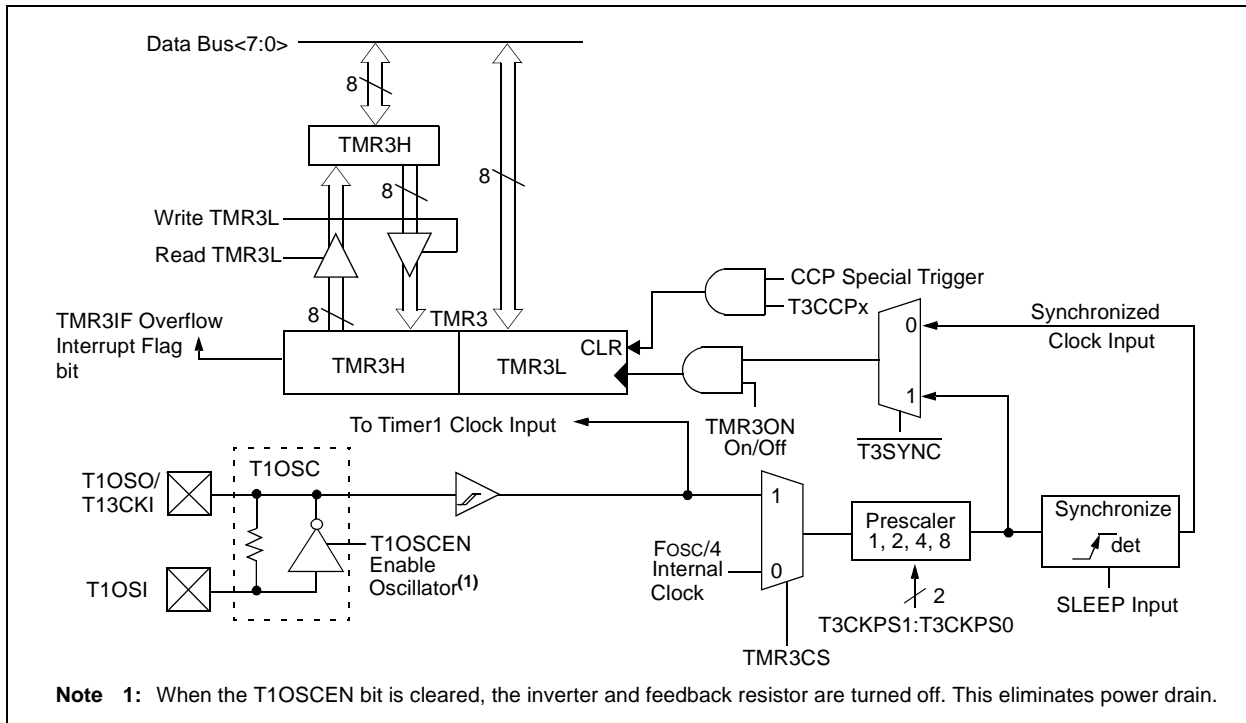 Data Bus<7:0>
8
TMR3H
8
8
Write TMR3L
Read TMR3L
8
TMR3
CCP Special Trigger
T3CCPx
TMR3IF Overflow
Interrupt Flag
bit
TMR3H
TMR3L
CLR
0
1
Synchronized
Clock Input
TMR3ON
On/Off
T3SYNC
To Timer1 Clock Input
T1OSO/
T13CKI
T1OSC
T1OSCEN
Enable
Oscillator(1)
T1OSI
FOSC/4
Internal
Clock
1
0
Prescaler
1, 2, 4, 8
Synchronize
det
2
T3CKPS1:T3CKPS0
SLEEP Input
TMR3CS
Note 1: When the T1OSCEN bit is cleared, the inverter and feedback resistor are turned off. This eliminates power drain.